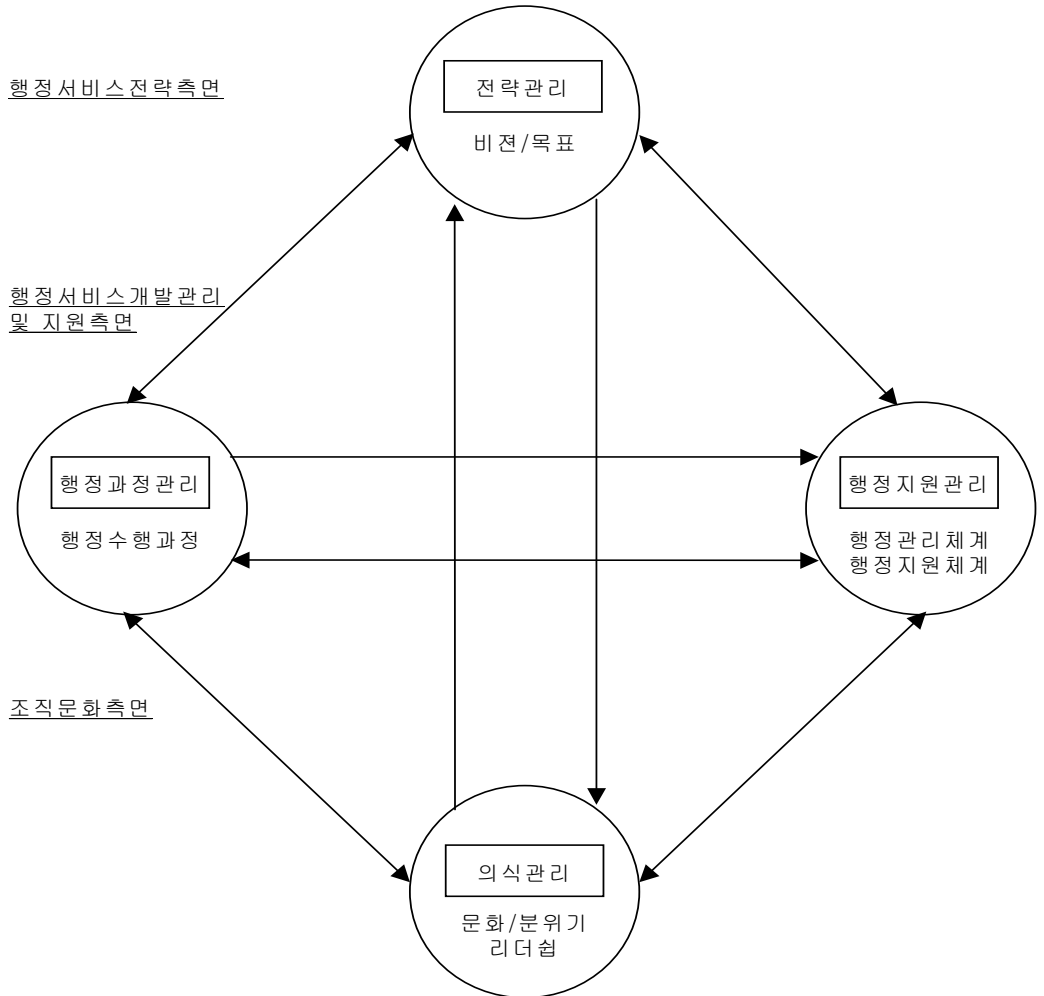 전략관리
행정서비스전략측면
비젼/목표
행정서비스개발관리
및 지원측면
행정과정관리
행정지원관리
행정수행과정
행정관리체계
행정지원체계
조직문화측면
의식관리
문화/분위기
리더쉽